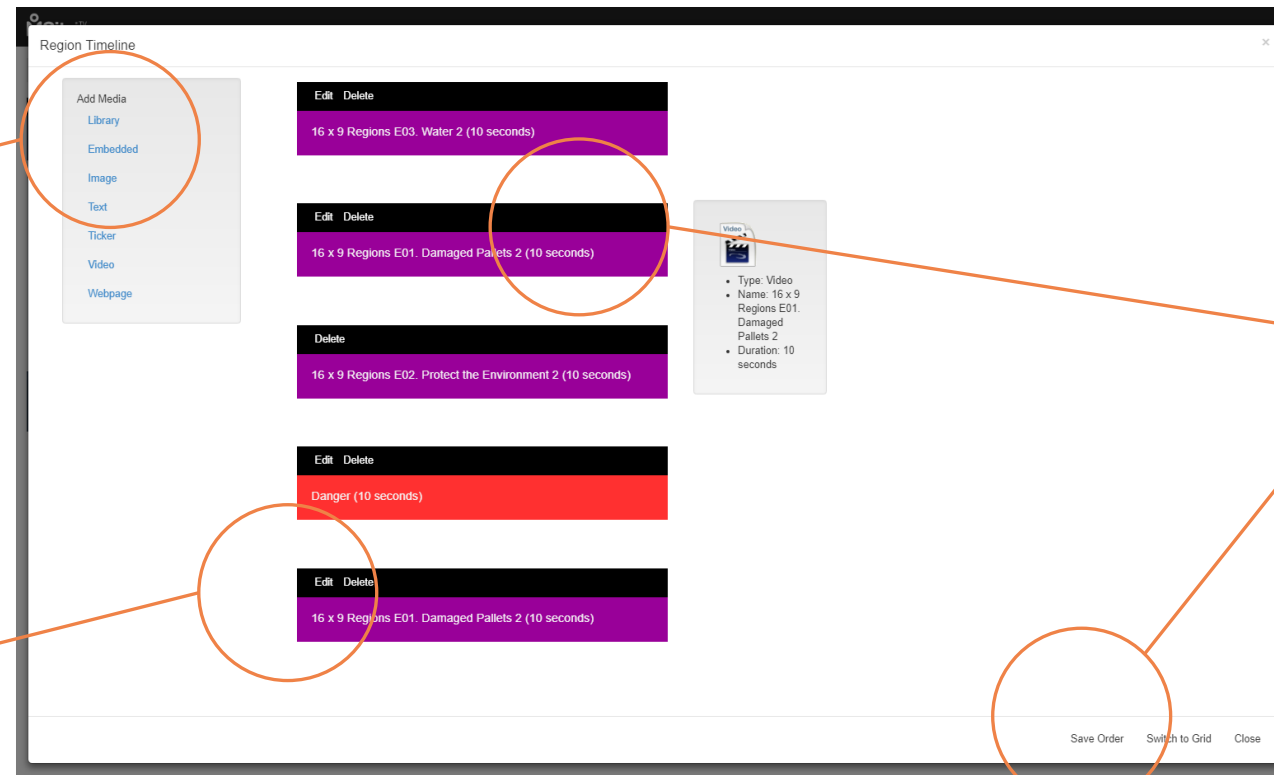 Region Timeline
×
Add Media
Library
Embedded
Image
Text
Ticker
Video
Webpage
Edit Delete
16 x 9 Regions E03. Water 2 (10 seconds)
Edit Delete
16 x 9 Regions E01. Damaged Pallets 2 (10 seconds)
Delete
16 x 9 Regions E02. Protect the Environment 2 (10 seconds)
Edit Delete
Danger (10 seconds)
Edit Delete
16 x 9 Regions E01. Damaged Pallets 2 (10 seconds)
Video
• Type: Video
• Name: 16 x 9
Regions E01.
Damaged
Pallets 2
• Duration: 10
seconds
Save Order Switch to Grid Close